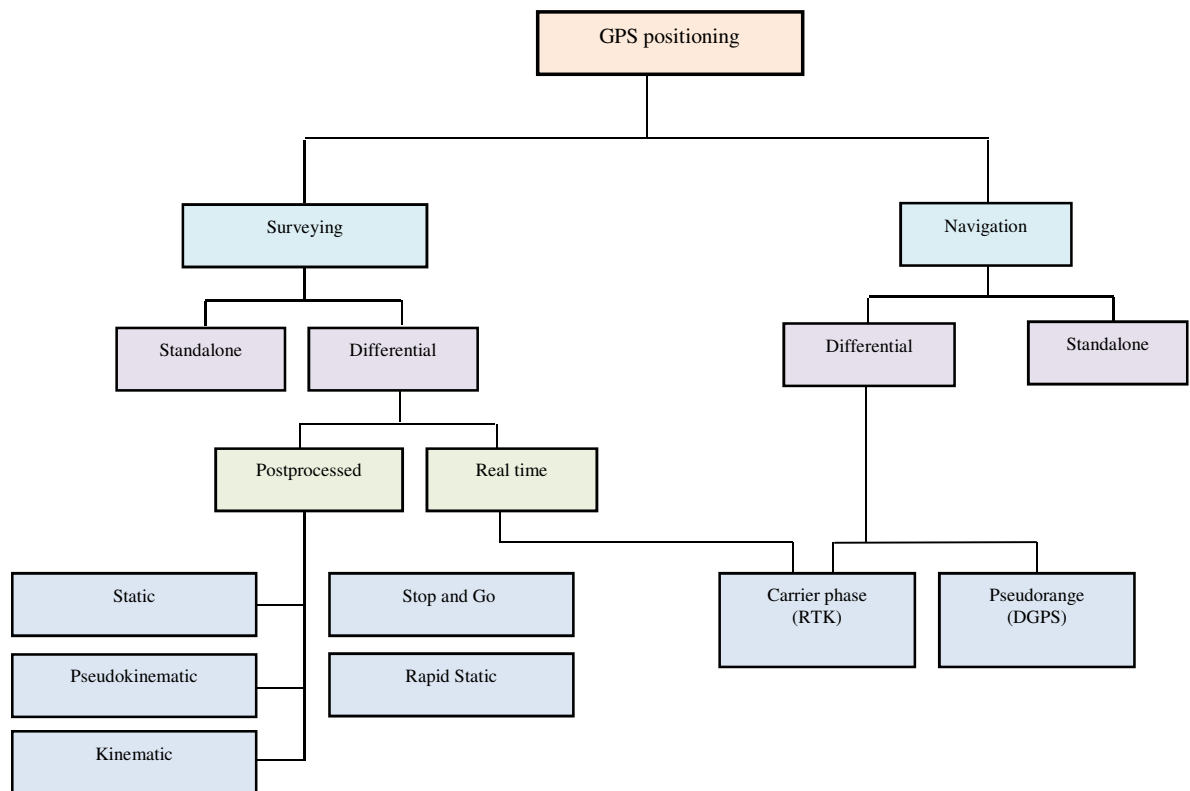 GPS positioning
Surveying
Navigation
Standalone
Differential
Differential
Standalone
Postprocessed
Real time
Static
Stop and Go
Carrier phase
(RTK)
Pseudorange
(DGPS)
Pseudokinematic
Rapid Static
Kinematic